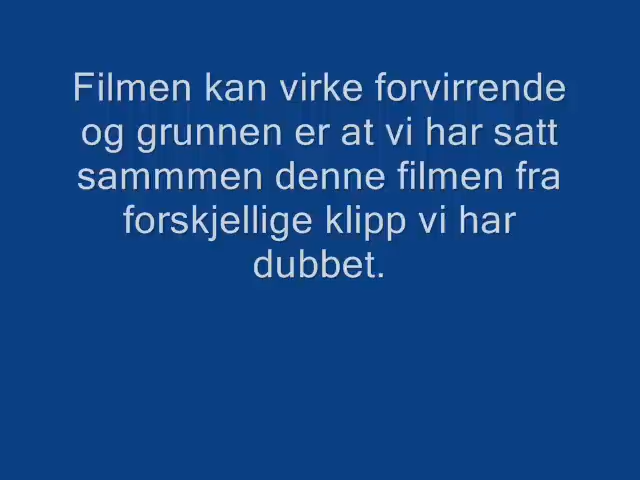 Filmen kan virke forvirrende
og grunnen er at vi har satt
sammmen denne filmen fra
forskjellige klipp vi har
dubbet.